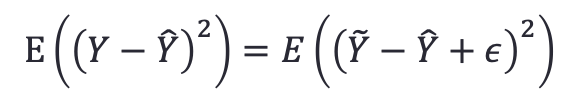 E((Y − Ŷ)²) = E((Ỹ − Ŷ + ϵ)²)